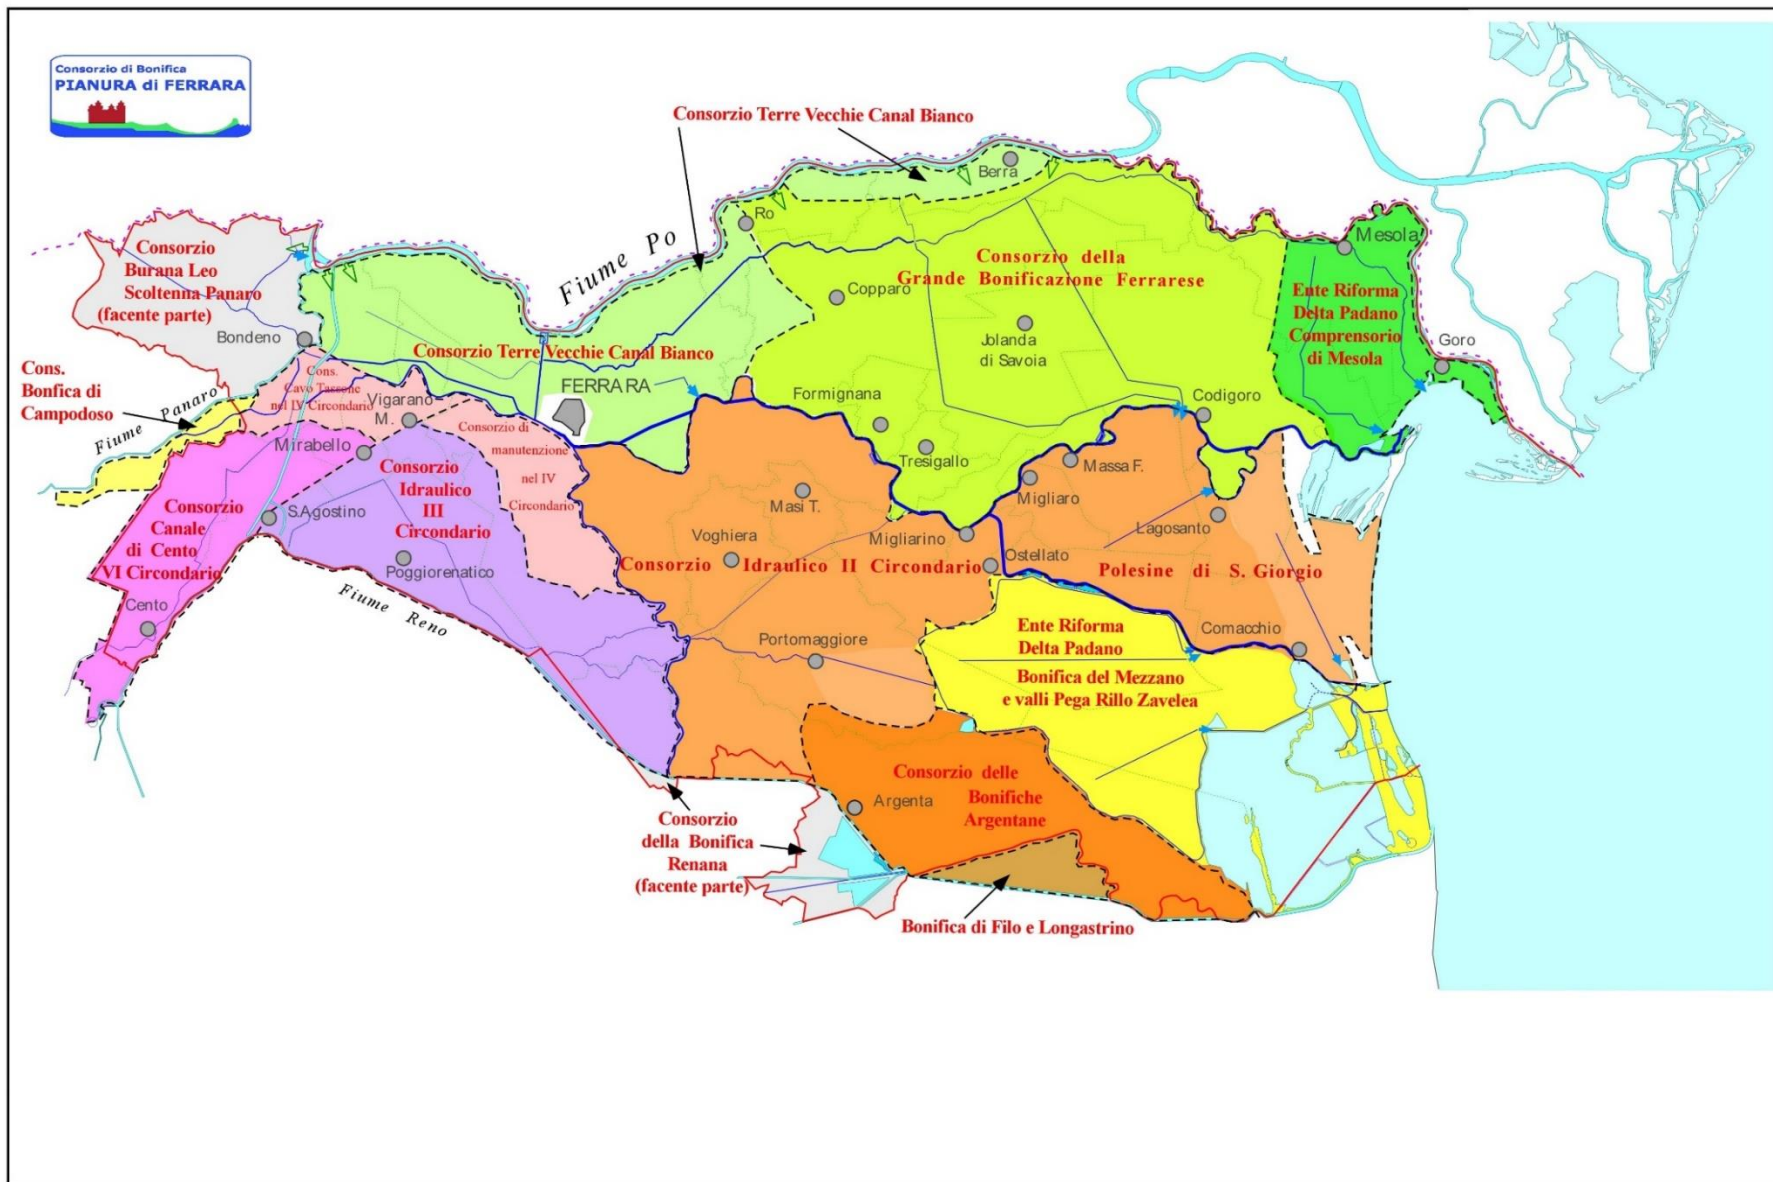 Consorzio di Bonifica
PIANURA di FERRARA
Consorzio Terre Vecchie Canal Bianco
Berra
Ro
Fiume Po
Mesola
Consorzio
Burana Leo
Scoltenna Panaro
(facente parte)
Bondeno
Consorzio della
Grande Bonificazione Ferrarese
Copparo
Jolanda
di Savoia
Ente Riforma
Delta Padano
Comprensorio
di Mesola
Goro
Consorzio Terre Vecchie Canal Bianco
FERRARA
Cons.
Bonfica di
Campodoso
Fiume Panaro
Cons.
Cavo Tassone
nel IV Circondario
Vigarano
M.
Mirabello
Consorzio di
manutenzione
nel IV
Circondario
Formignana
Tresigallo
Codigoro
Massa F.
Migliaro
Lagosanto
Consorzio
Idraulico
III
Circondario
Consorzio
Canale
di Cento
VI Circondario
S.Agostino
Poggiorenatico
Cento
Fiume Reno
Masi T.
Voghiera
Migliarino
Ostellato
Consorzio Idraulico II Circondario
Polesine di S. Giorgio
Portomaggiore
Comacchio
Ente Riforma
Delta Padano
Bonifica del Mezzano
e valli Pega Rillo Zavelea
Consorzio delle
Bonifiche
Argentane
Argenta
Consorzio
della Bonifica
Renana
(facente parte)
Bonifica di Filo e Longastrino